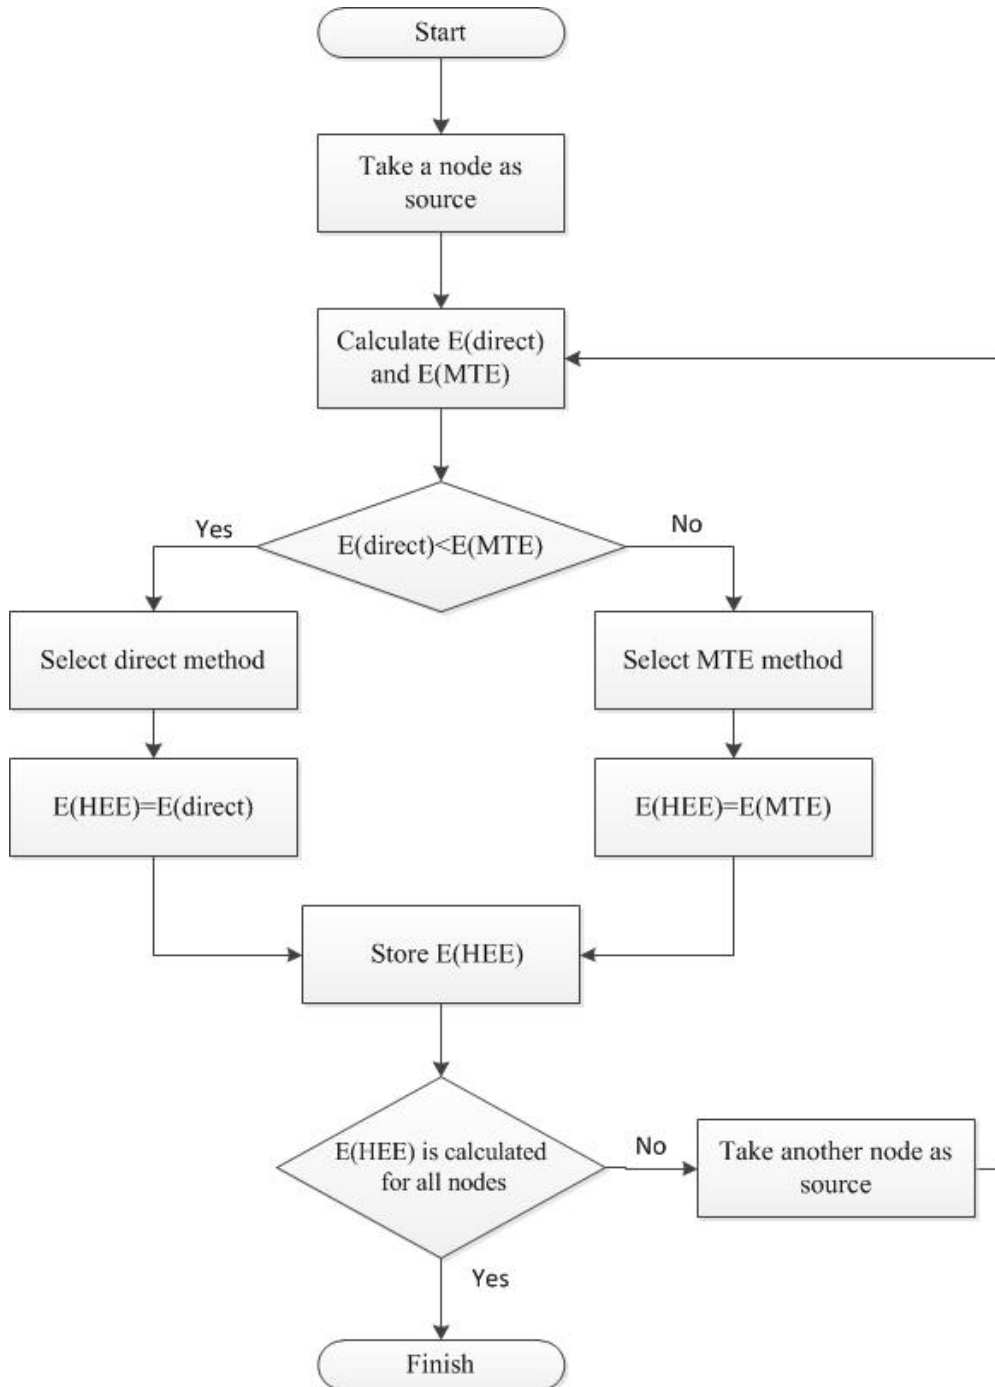 Start
Take a node as
source
Calculate E(direct)
and E(MTE)
Yes
E(direct)<E(MTE)
No
Select direct method
Select MTE method
E(HEE)=E(direct)
E(HEE)=E(MTE)
Store E(HEE)
E(HEE) is calculated
for all nodes
No
Take another node as
source
Yes
Finish